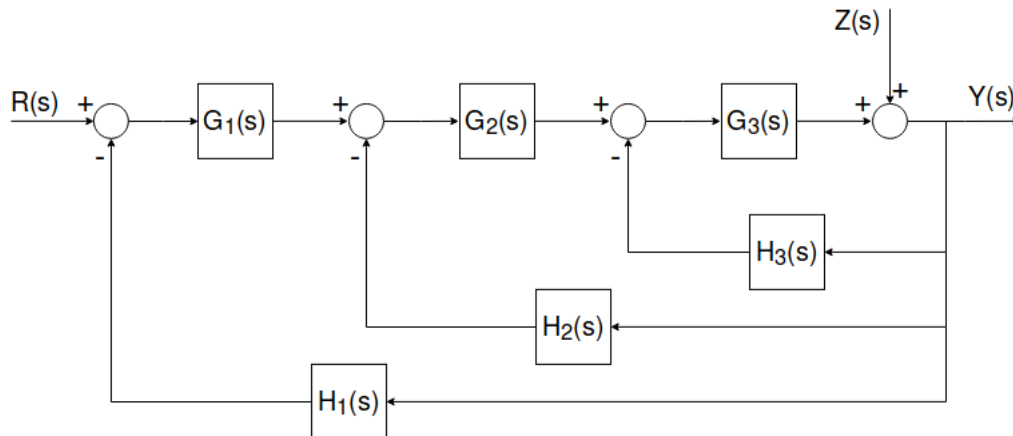 Z(s)
R(s) + G₁(s) + G₂(s) + G₃(s) + + Y(s)
- - -
H₃(s)
H₂(s)
H₁(s)